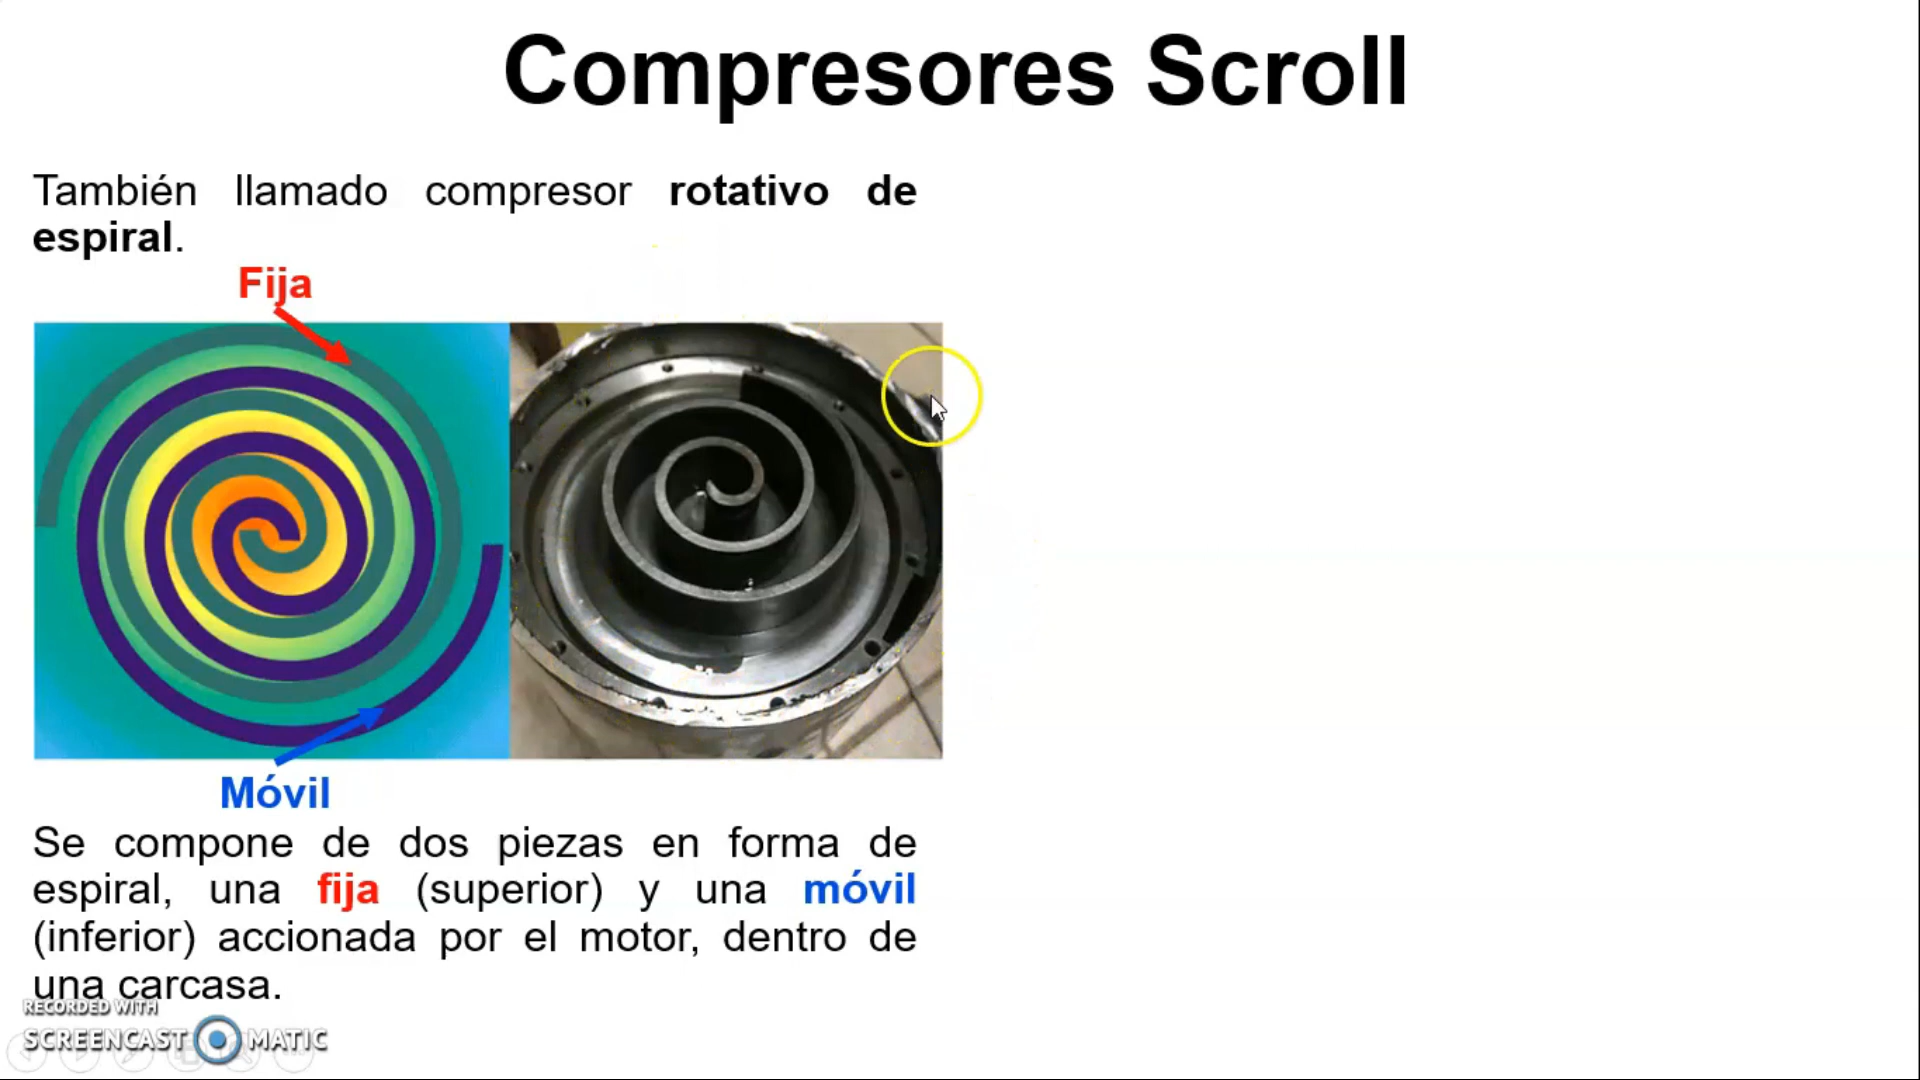 Compresores Scroll
También llamado compresor rotativo de
espiral.
Fija
Móvil
Se compone de dos piezas en forma de
espiral, una fija (superior) y una móvil
(inferior) accionada por el motor, dentro de
una carcasa.
RECORDED WITH
SCREENCAST MATIC